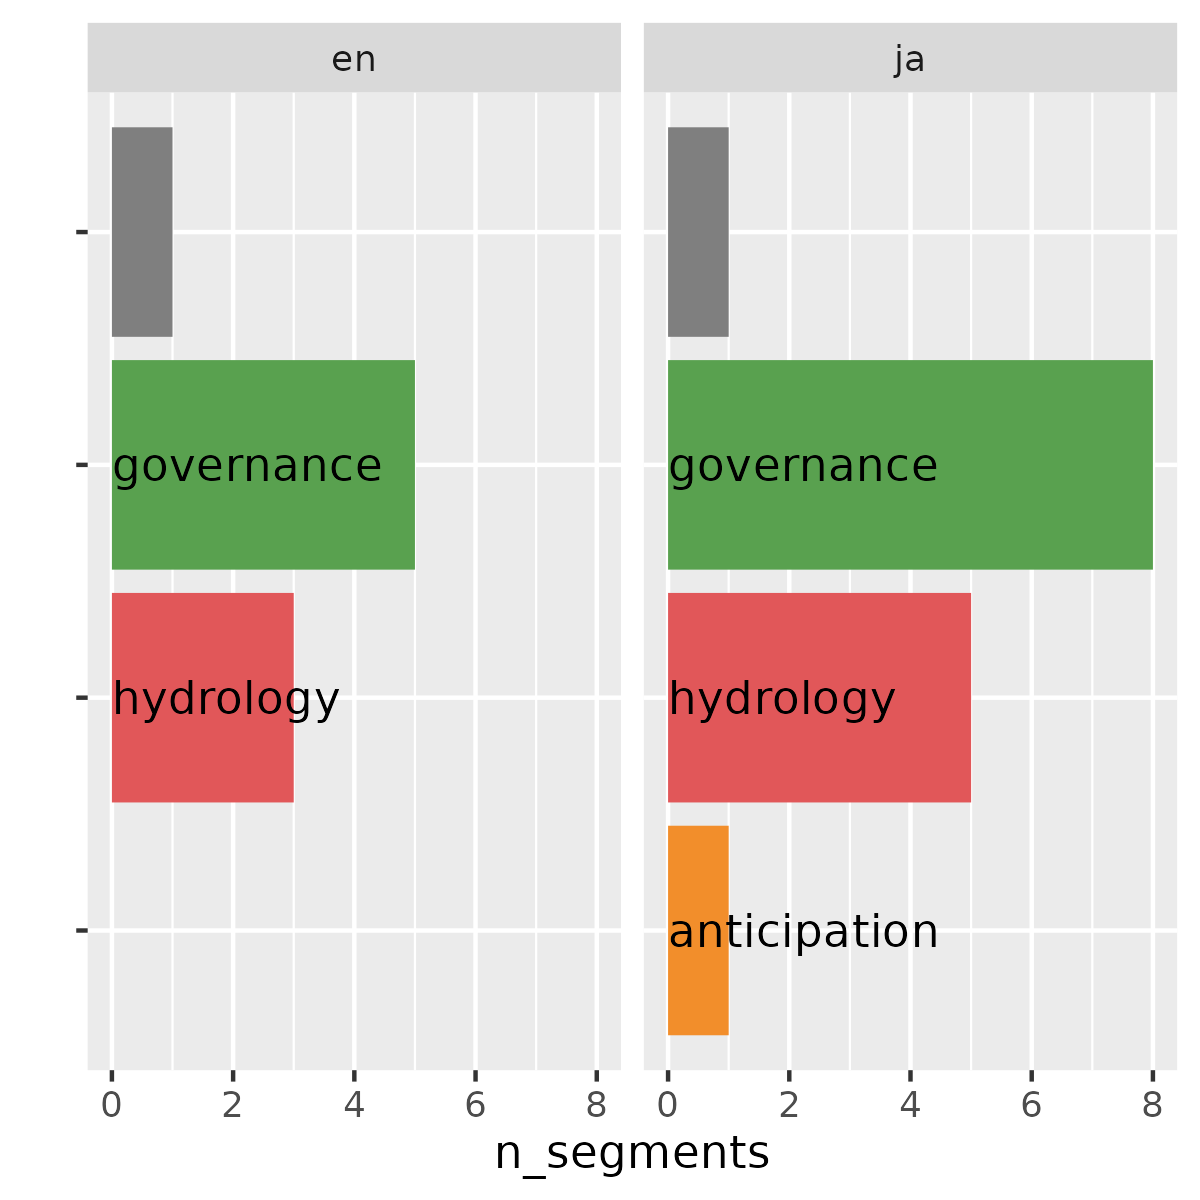 en
ja
governance
governance
hydrology
hydrology
anticipation
0 2 4 6 8
0 2 4 6 8
n_segments